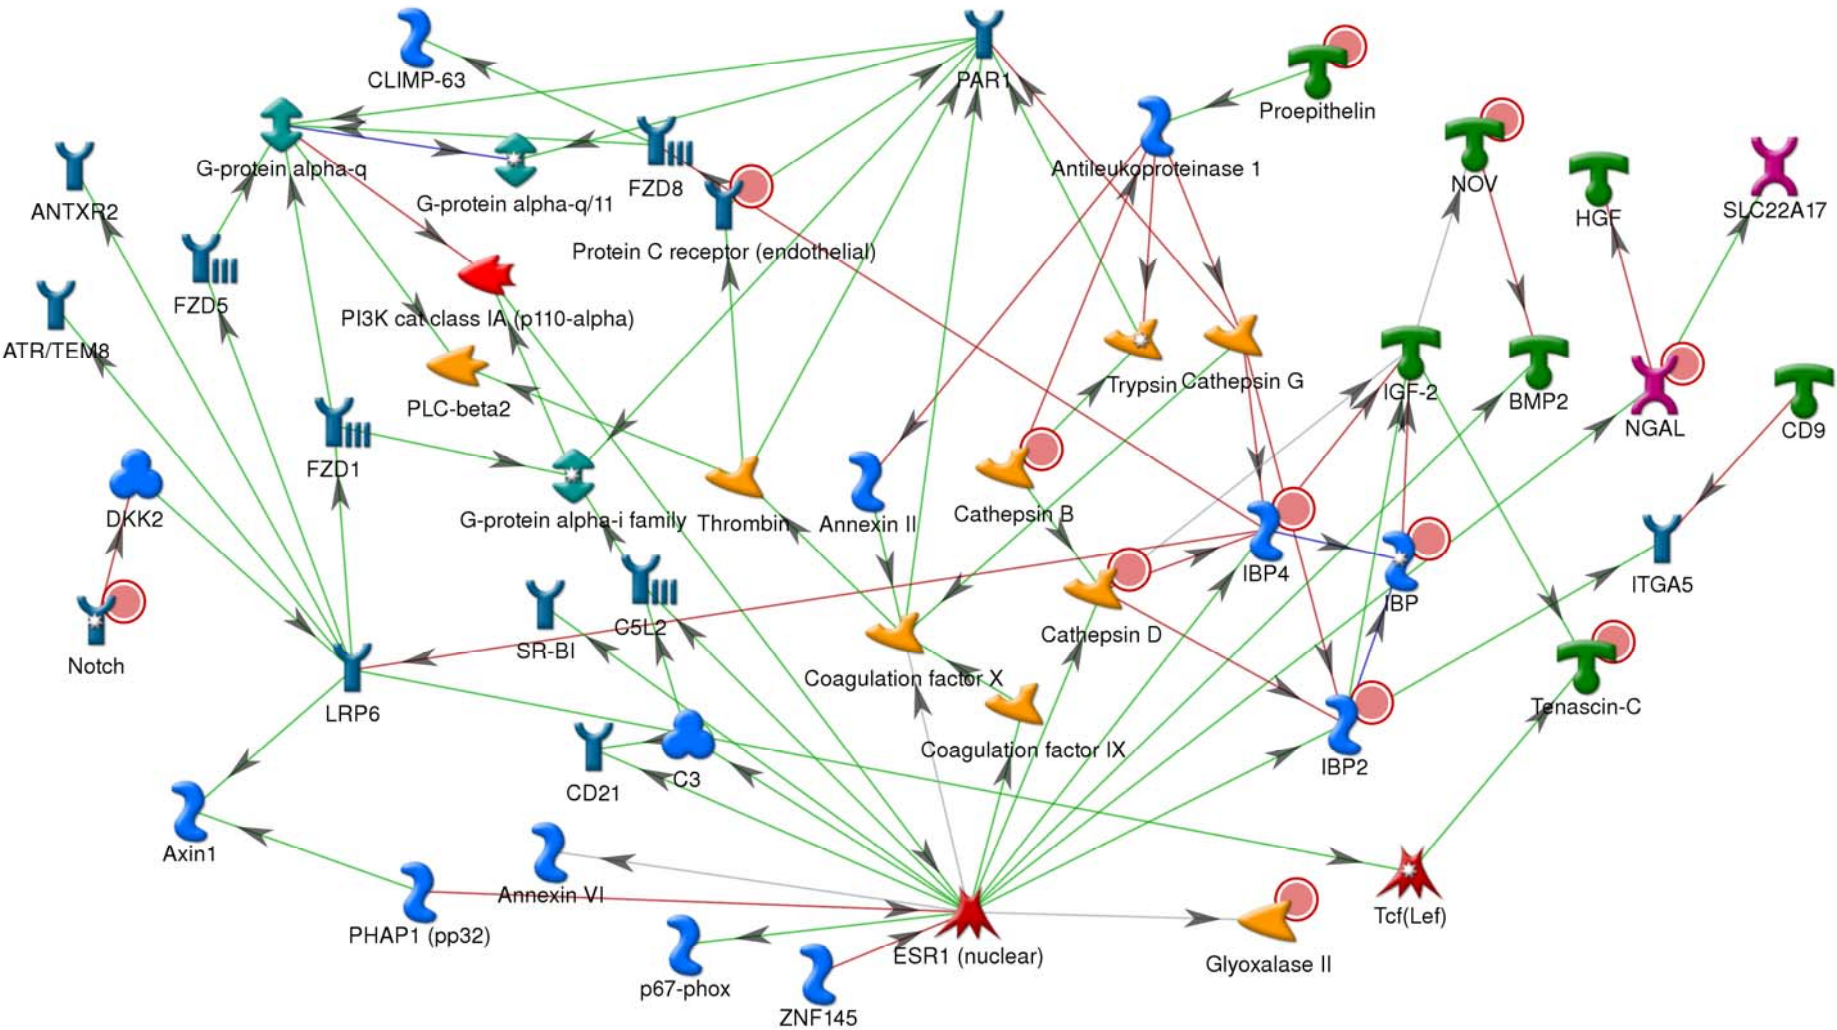 CLIMP-63
PAR1
Proepithelin
G-protein alpha-q
Antileukoproteinase 1
FZD8
NOV
ANTXR2
G-protein alpha-q/11
HGF
SLC22A17
Protein C receptor (endothelial)
FZD5
PI3K cat class IA (p110-alpha)
ATR/TEM8
Trypsin
Cathepsin G
IGF-2
BMP2
PLC-beta2
NGAL
CD9
FZD1
DKK2
G-protein alpha-i family
Thrombin
Annexin II
Cathepsin B
IBP4
ITGA5
IBP
C5L2
Cathepsin D
SR-BI
Notch
Coagulation factor X
LRP6
Tenascin-C
Coagulation factor IX
IBP2
C3
CD21
Axin1
Annexin VI
Tcf(Lef)
PHAP1 (pp32)
ESR1 (nuclear)
Glyoxalase II
p67-phox
ZNF145